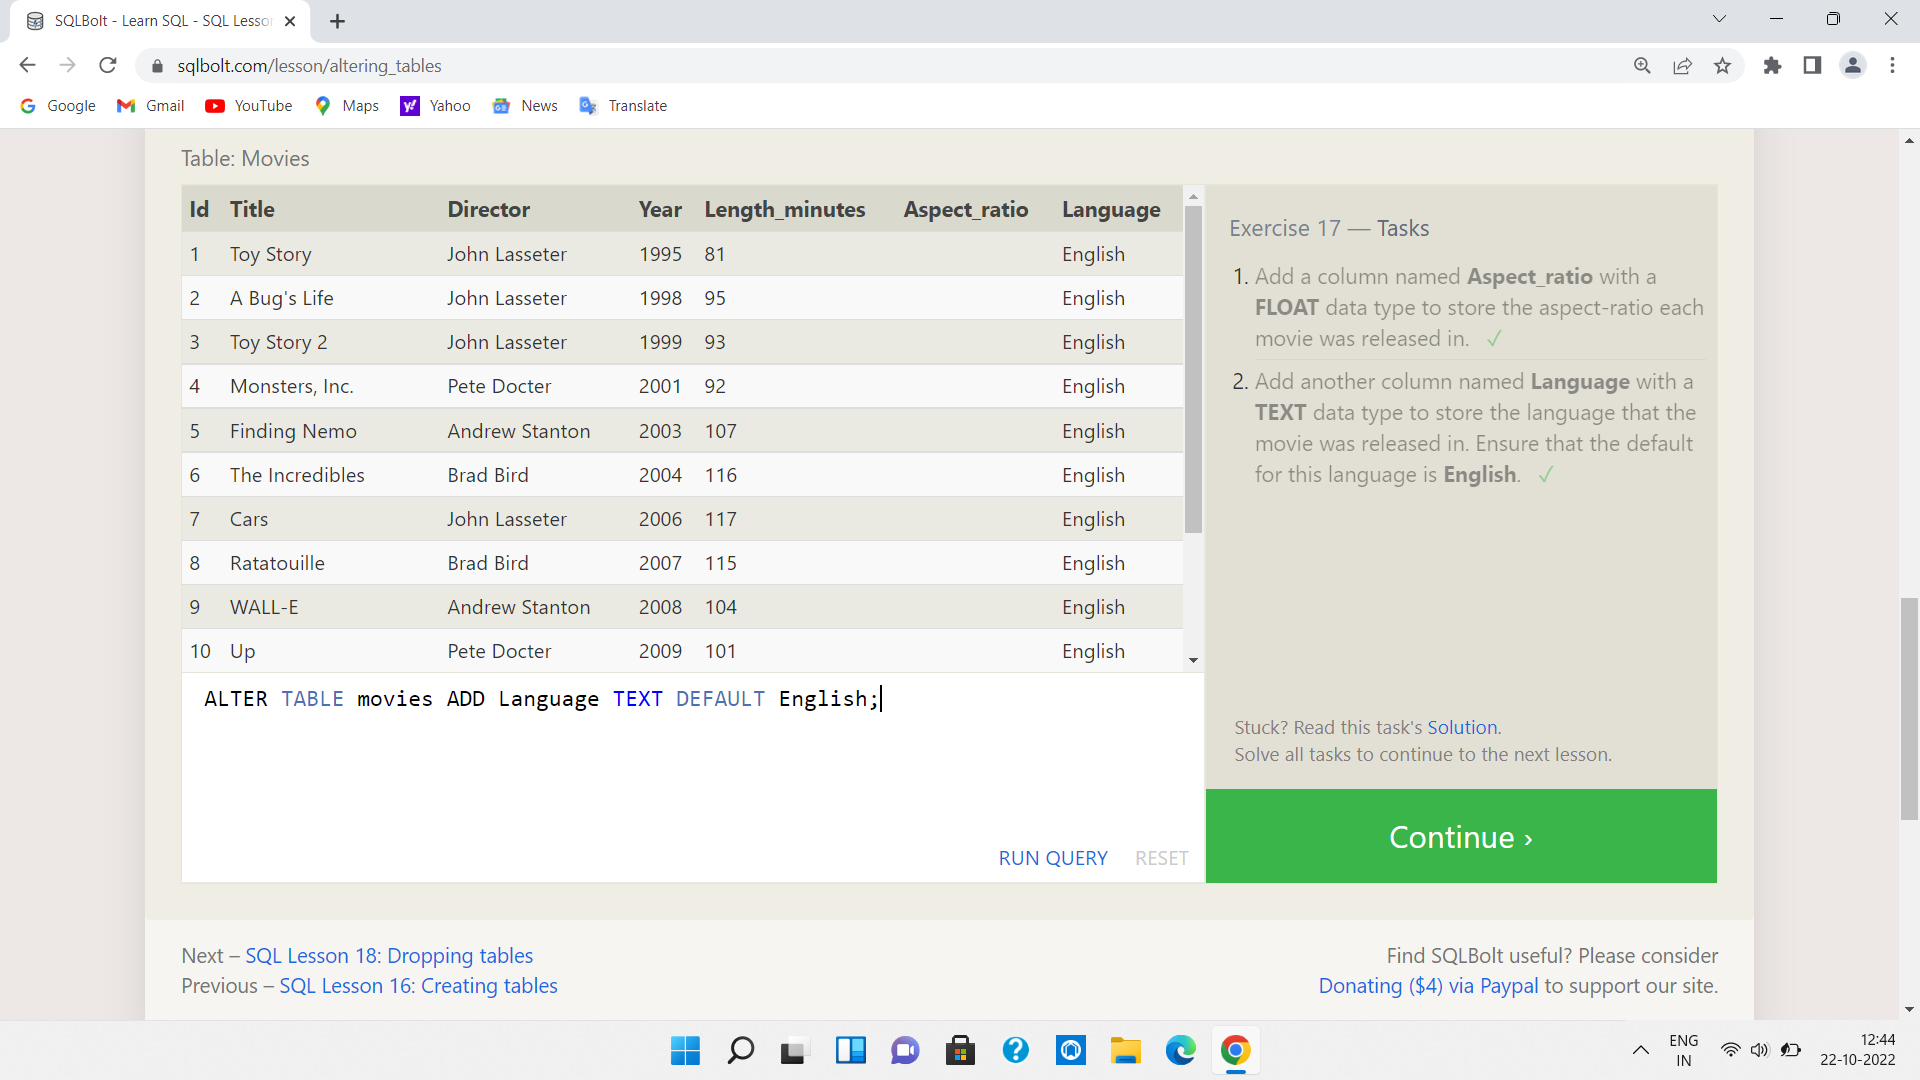 SQLBolt - Learn SQL - SQL Lesson
sqlbolt.com/lesson/altering_tables
Google Gmail YouTube Maps Yahoo News Translate
Table: Movies
Id Title Director Year Length_minutes Aspect_ratio Language
1 Toy Story John Lasseter 1995 81 English
2 A Bug's Life John Lasseter 1998 95 English
3 Toy Story 2 John Lasseter 1999 93 English
4 Monsters, Inc. Pete Docter 2001 92 English
5 Finding Nemo Andrew Stanton 2003 107 English
6 The Incredibles Brad Bird 2004 116 English
7 Cars John Lasseter 2006 117 English
8 Ratatouille Brad Bird 2007 115 English
9 WALL-E Andrew Stanton 2008 104 English
10 Up Pete Docter 2009 101 English
ALTER TABLE movies ADD Language TEXT DEFAULT English;
RUN QUERY RESET
Exercise 17 — Tasks
1. Add a column named Aspect_ratio with a
FLOAT data type to store the aspect-ratio each
movie was released in. ✓
2. Add another column named Language with a
TEXT data type to store the language that the
movie was released in. Ensure that the default
for this language is English. ✓
Stuck? Read this task's Solution.
Solve all tasks to continue to the next lesson.
Continue ›
Next – SQL Lesson 18: Dropping tables
Previous – SQL Lesson 16: Creating tables
Find SQLBolt useful? Please consider
Donating ($4) via Paypal to support our site.
ENG
IN
12:44
22-10-2022